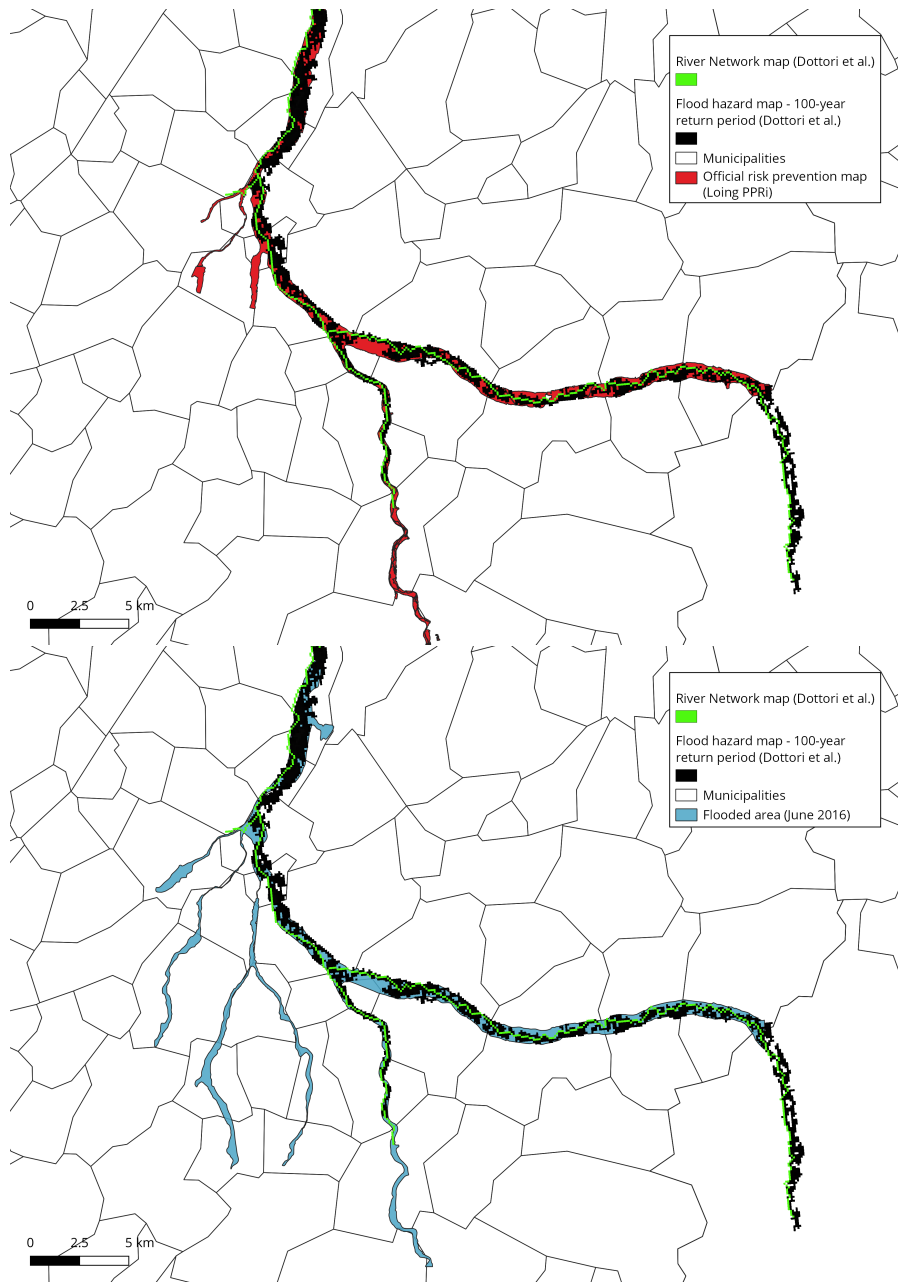 River Network map (Dottori et al.)
Flood hazard map - 100-year
return period (Dottori et al.)
Municipalities
Official risk prevention map
(Loing PPRi)
0 2.5 5 km
River Network map (Dottori et al.)
Flood hazard map - 100-year
return period (Dottori et al.)
Municipalities
Flooded area (June 2016)
0 2.5 5 km